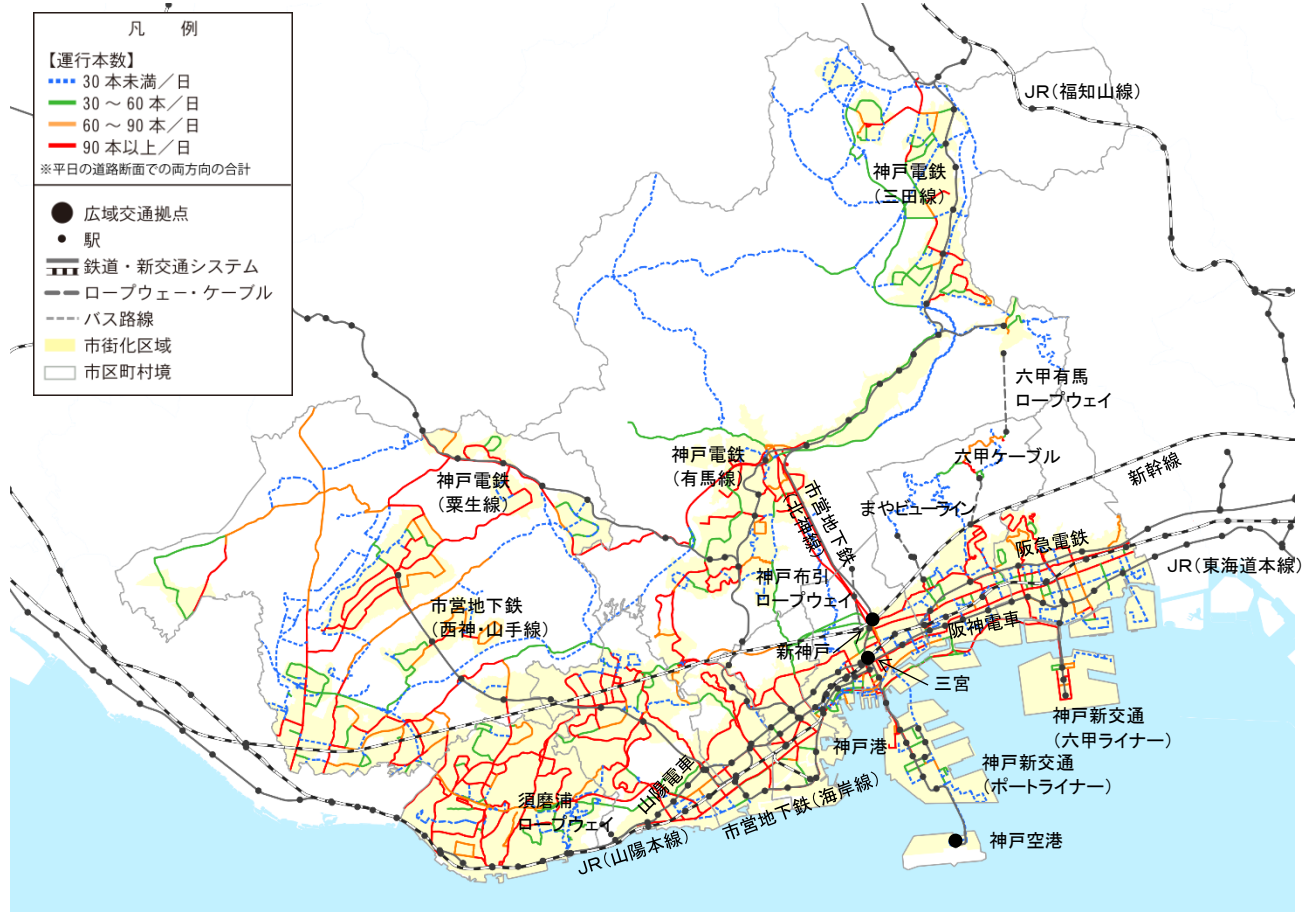 凡 例
【運行本数】
30 本未満／日
30 ～ 60 本／日
60 ～ 90 本／日
90 本以上／日
※平日の道路断面での両方向の合計
広域交通拠点
駅
鉄道・新交通システム
ロープウェー・ケーブル
バス路線
市街化区域
市区町村境
JR（福知山線）
神戸電鉄
（三田線）
六甲有馬
ロープウェイ
神戸電鉄
（有馬線）
六甲ケーブル
新幹線
神戸電鉄
（粟生線）
市営地下鉄
（北神線）
まやビューライン
阪急電鉄
JR（東海道本線）
神戸布引
ロープウェイ
市営地下鉄
（西神・山手線）
阪神電車
新神戸
三宮
神戸新交通
（六甲ライナー）
神戸港
神戸新交通
（ポートライナー）
山陽電車
須磨浦
ロープウェイ
市営地下鉄（海岸線）
JR（山陽本線）
神戸空港